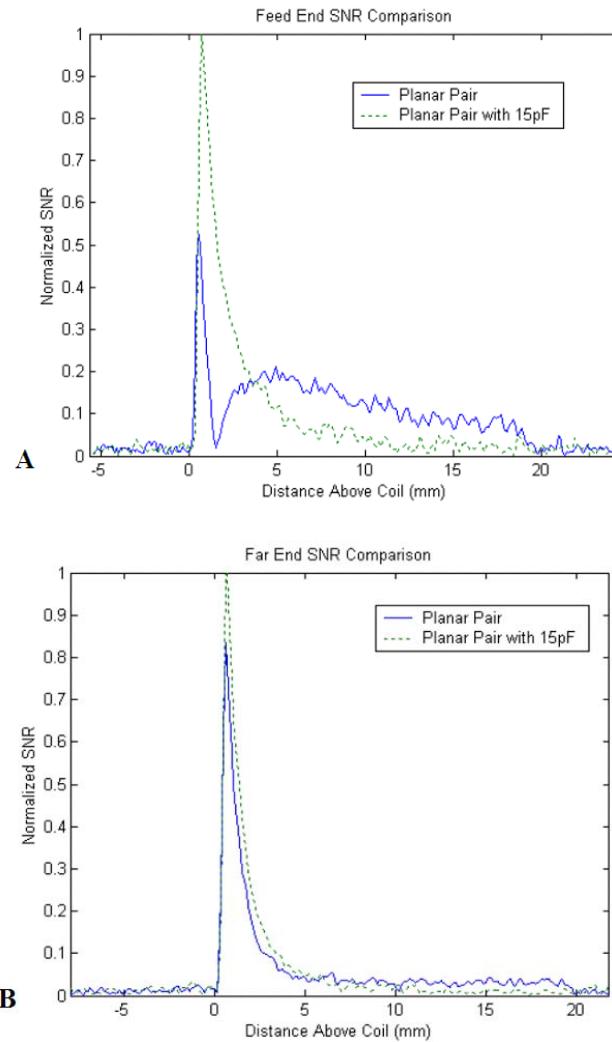 Feed End SNR Comparison
1
0.9
0.8
0.7
0.6
0.5
0.4
0.3
0.2
0.1
0
Normalized SNR
Planar Pair
Planar Pair with 15pF
-5 0 5 10 15 20
Distance Above Coil (mm)
A
Far End SNR Comparison
1
0.9
0.8
0.7
0.6
0.5
0.4
0.3
0.2
0.1
0
Normalized SNR
Planar Pair
Planar Pair with 15pF
-5 0 5 10 15 20
Distance Above Coil (mm)
B